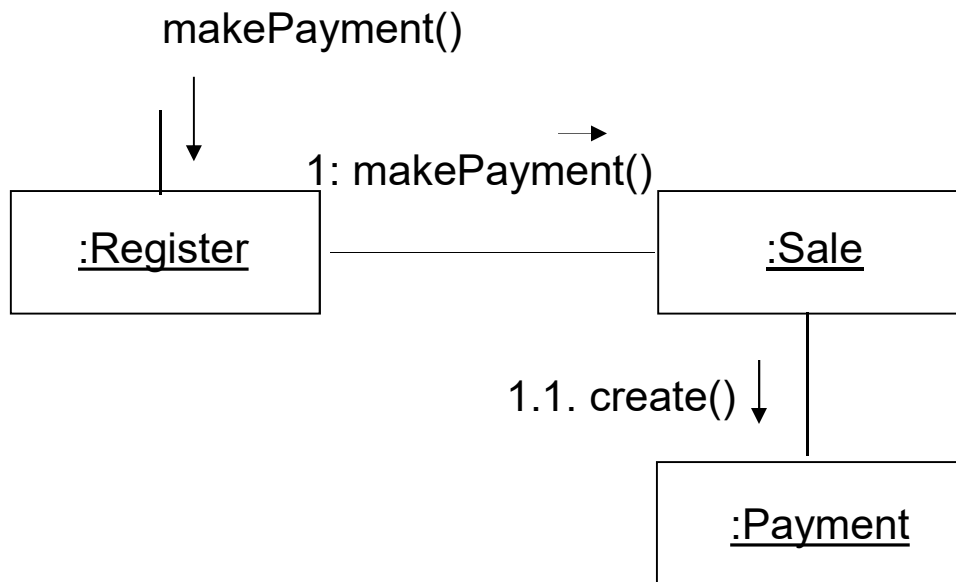 makePayment()
1: makePayment()
:Register
:Sale
1.1. create()
:Payment